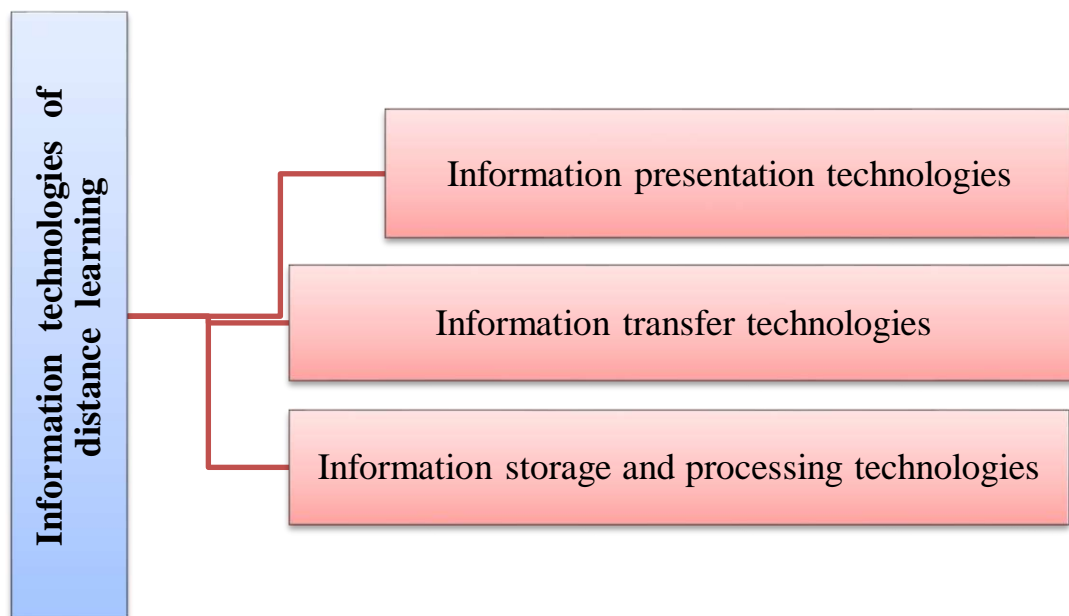 Information technologies of
distance learning
Information presentation technologies
Information transfer technologies
Information storage and processing technologies